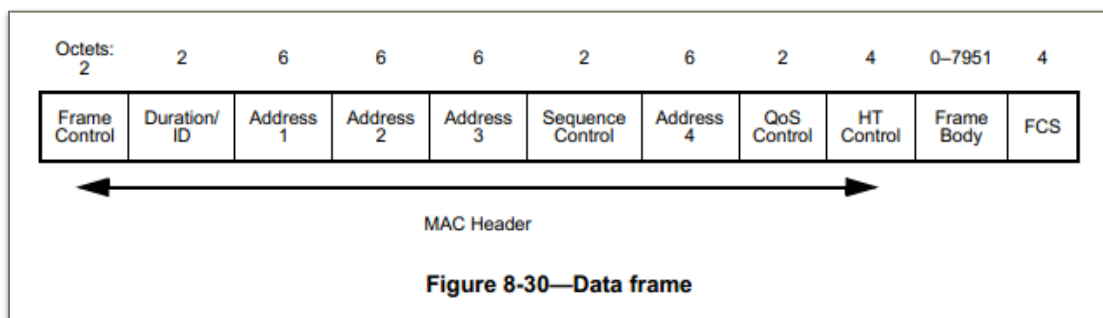 Octets:
2 2 6 6 6 2 6 2 4 0–7951 4
Frame Control Duration/ ID Address 1 Address 2 Address 3 Sequence Control Address 4 QoS Control HT Control Frame Body FCS
MAC Header
Figure 8-30—Data frame